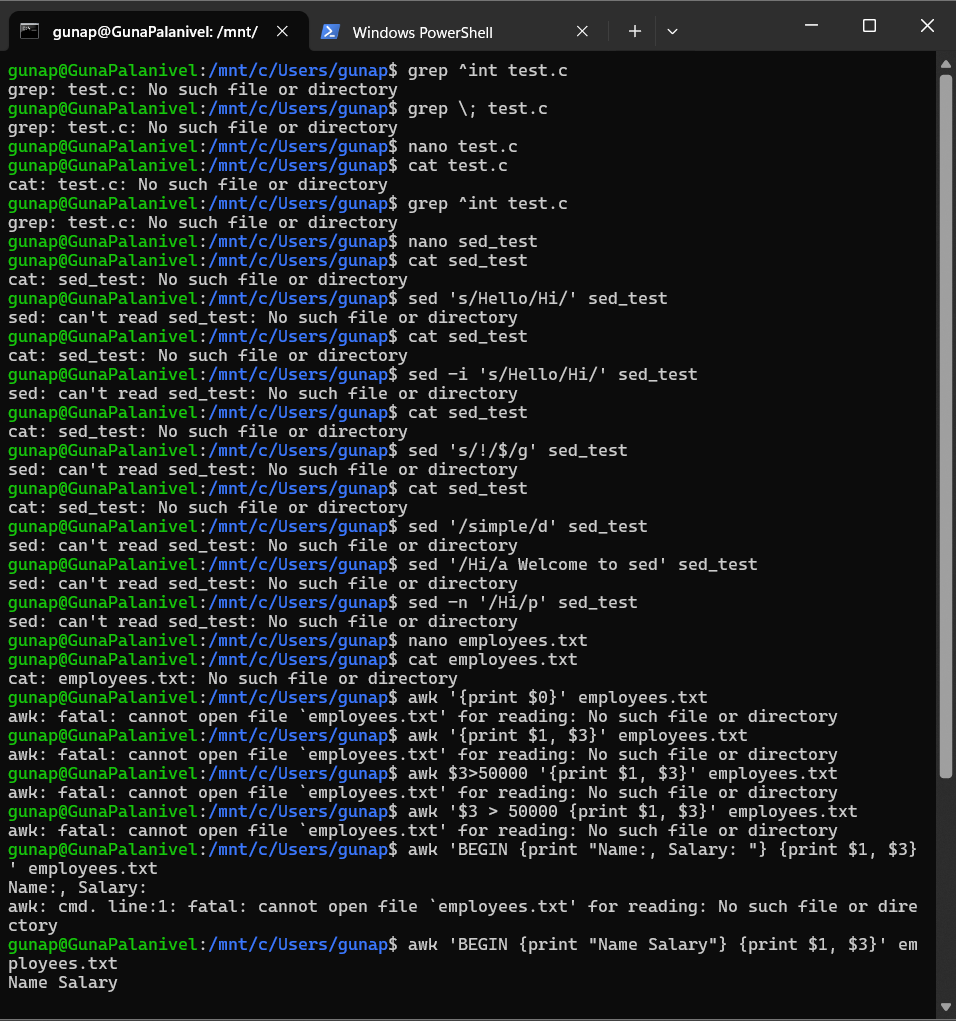 gunap@GunaPalanivel: /mnt/
Windows PowerShell
gunap@GunaPalanivel:/mnt/c/Users/gunap$ grep ^int test.c
grep: test.c: No such file or directory
gunap@GunaPalanivel:/mnt/c/Users/gunap$ grep \; test.c
grep: test.c: No such file or directory
gunap@GunaPalanivel:/mnt/c/Users/gunap$ nano test.c
gunap@GunaPalanivel:/mnt/c/Users/gunap$ cat test.c
cat: test.c: No such file or directory
gunap@GunaPalanivel:/mnt/c/Users/gunap$ grep ^int test.c
grep: test.c: No such file or directory
gunap@GunaPalanivel:/mnt/c/Users/gunap$ nano sed_test
gunap@GunaPalanivel:/mnt/c/Users/gunap$ cat sed_test
cat: sed_test: No such file or directory
gunap@GunaPalanivel:/mnt/c/Users/gunap$ sed 's/Hello/Hi/' sed_test
sed: can't read sed_test: No such file or directory
gunap@GunaPalanivel:/mnt/c/Users/gunap$ cat sed_test
cat: sed_test: No such file or directory
gunap@GunaPalanivel:/mnt/c/Users/gunap$ sed -i 's/Hello/Hi/' sed_test
sed: can't read sed_test: No such file or directory
gunap@GunaPalanivel:/mnt/c/Users/gunap$ cat sed_test
cat: sed_test: No such file or directory
gunap@GunaPalanivel:/mnt/c/Users/gunap$ sed 's/!/$/g' sed_test
sed: can't read sed_test: No such file or directory
gunap@GunaPalanivel:/mnt/c/Users/gunap$ cat sed_test
cat: sed_test: No such file or directory
gunap@GunaPalanivel:/mnt/c/Users/gunap$ sed '/simple/d' sed_test
sed: can't read sed_test: No such file or directory
gunap@GunaPalanivel:/mnt/c/Users/gunap$ sed '/Hi/a Welcome to sed' sed_test
sed: can't read sed_test: No such file or directory
gunap@GunaPalanivel:/mnt/c/Users/gunap$ sed -n '/Hi/p' sed_test
sed: can't read sed_test: No such file or directory
gunap@GunaPalanivel:/mnt/c/Users/gunap$ nano employees.txt
gunap@GunaPalanivel:/mnt/c/Users/gunap$ cat employees.txt
cat: employees.txt: No such file or directory
gunap@GunaPalanivel:/mnt/c/Users/gunap$ awk '{print $0}' employees.txt
awk: fatal: cannot open file `employees.txt' for reading: No such file or directory
gunap@GunaPalanivel:/mnt/c/Users/gunap$ awk '{print $1, $3}' employees.txt
awk: fatal: cannot open file `employees.txt' for reading: No such file or directory
gunap@GunaPalanivel:/mnt/c/Users/gunap$ awk $3>50000 '{print $1, $3}' employees.txt
awk: fatal: cannot open file `employees.txt' for reading: No such file or directory
gunap@GunaPalanivel:/mnt/c/Users/gunap$ awk '$3 > 50000 {print $1, $3}' employees.txt
awk: fatal: cannot open file `employees.txt' for reading: No such file or directory
gunap@GunaPalanivel:/mnt/c/Users/gunap$ awk 'BEGIN {print "Name:, Salary: "} {print $1, $3}
' employees.txt
Name:, Salary:
awk: cmd. line:1: fatal: cannot open file `employees.txt' for reading: No such file or dire
ctory
gunap@GunaPalanivel:/mnt/c/Users/gunap$ awk 'BEGIN {print "Name Salary"} {print $1, $3}' em
ployees.txt
Name Salary